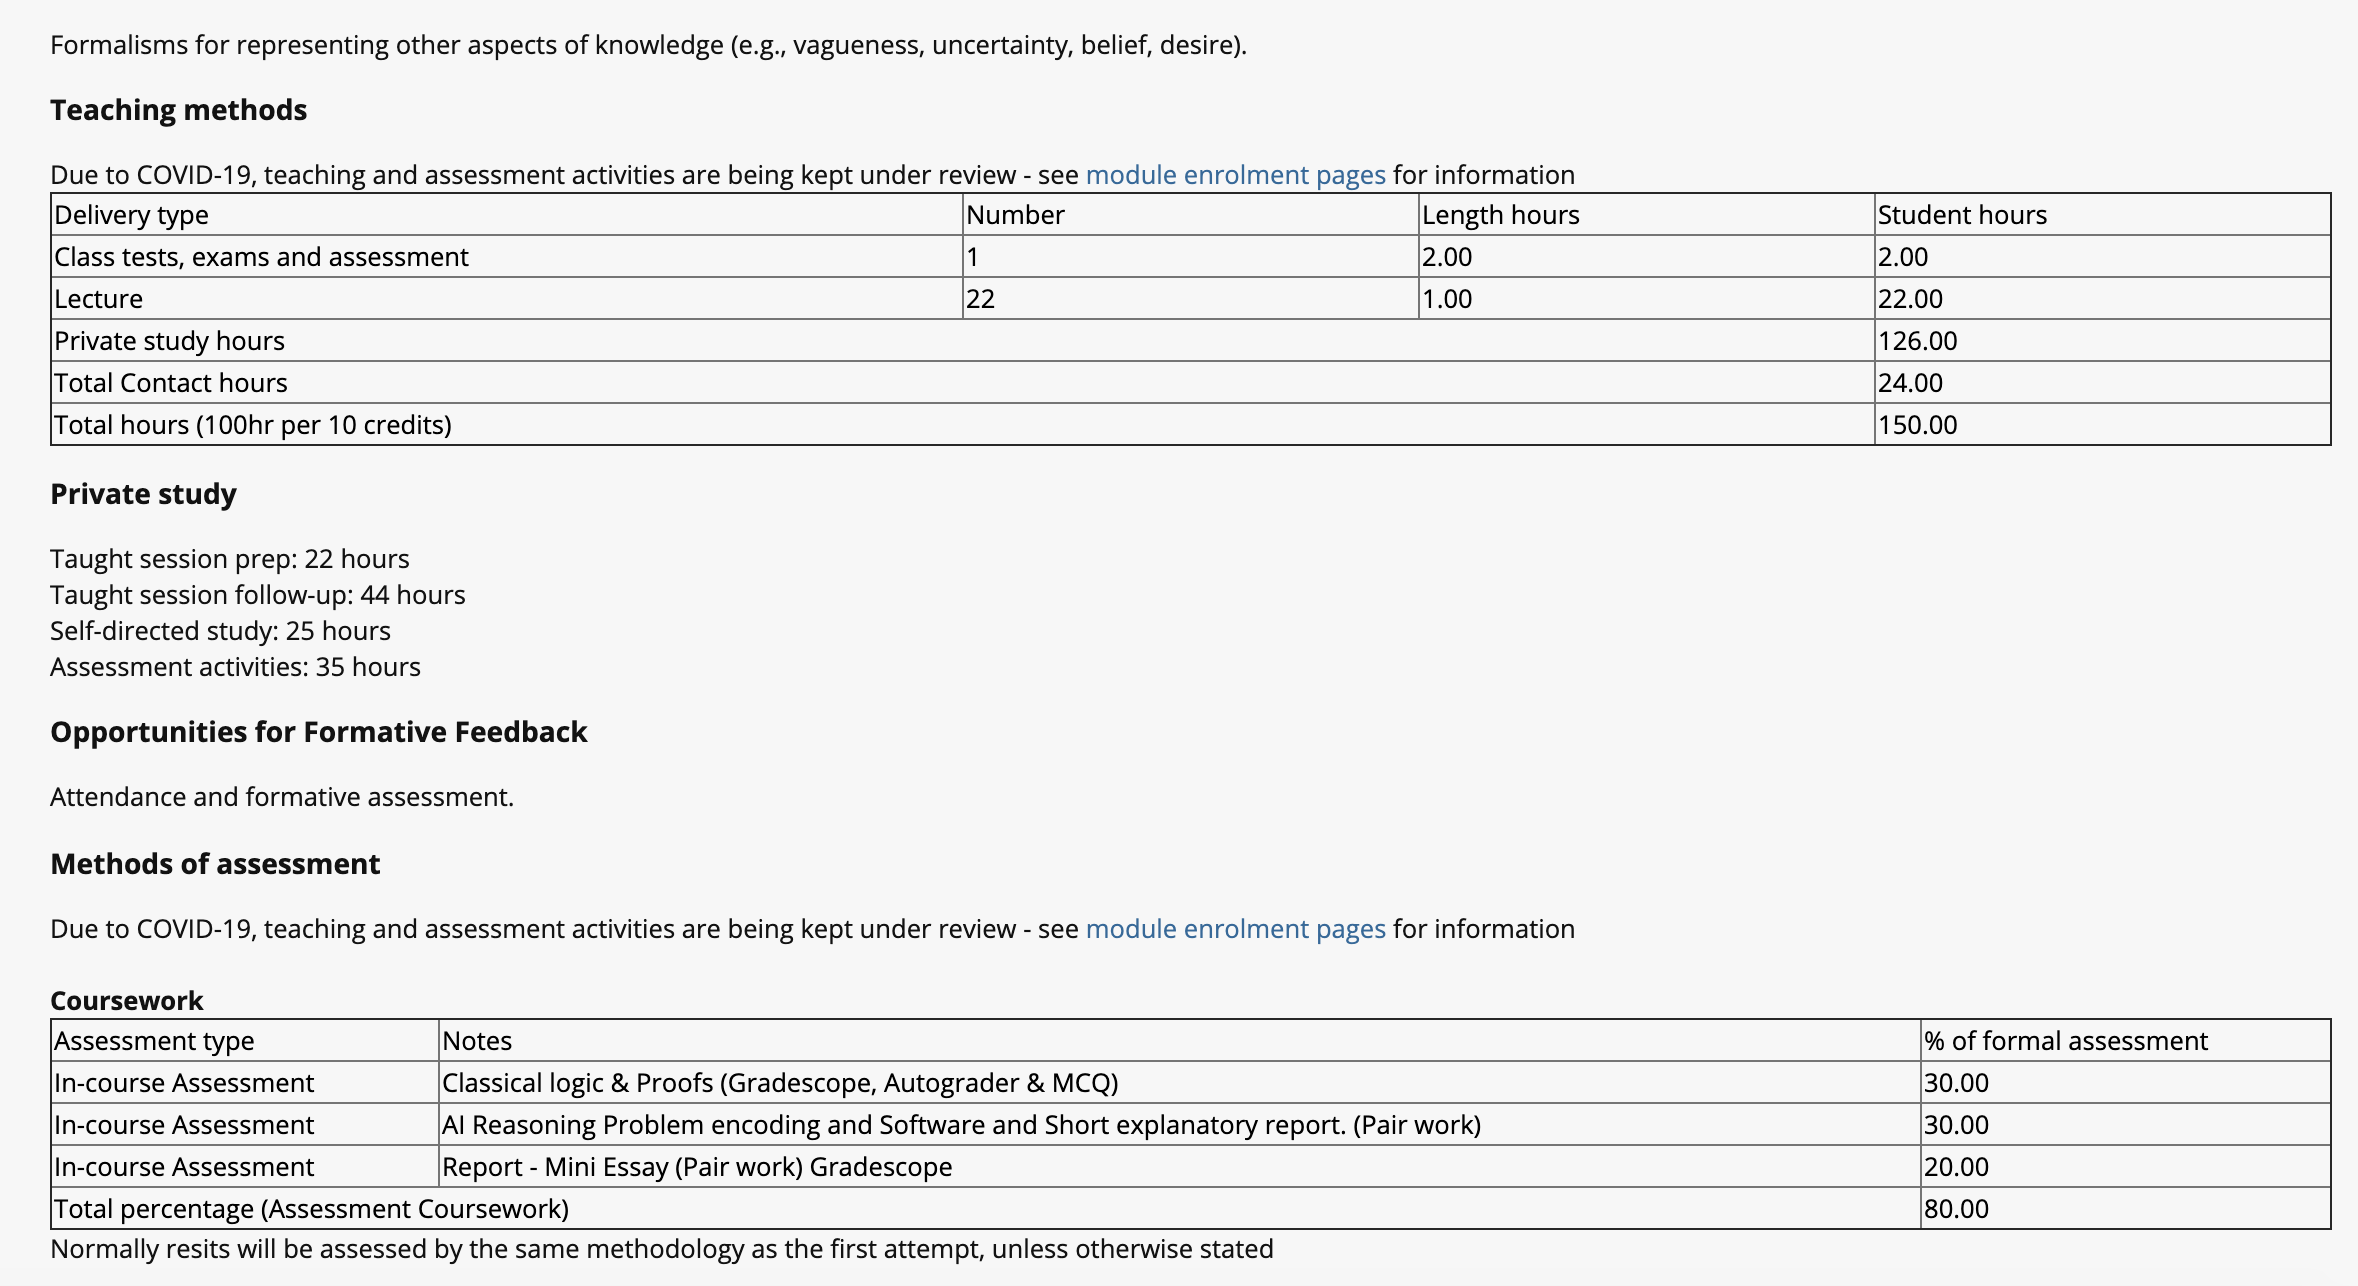 Formalisms for representing other aspects of knowledge (e.g., vagueness, uncertainty, belief, desire).
Teaching methods
Due to COVID-19, teaching and assessment activities are being kept under review - see module enrolment pages for information
Delivery type Number Length hours Student hours
Class tests, exams and assessment 1 2.00 2.00
Lecture 22 1.00 22.00
Private study hours 126.00
Total Contact hours 24.00
Total hours (100hr per 10 credits) 150.00
Private study
Taught session prep: 22 hours
Taught session follow-up: 44 hours
Self-directed study: 25 hours
Assessment activities: 35 hours
Opportunities for Formative Feedback
Attendance and formative assessment.
Methods of assessment
Due to COVID-19, teaching and assessment activities are being kept under review - see module enrolment pages for information
Coursework
Assessment type Notes % of formal assessment
In-course Assessment Classical logic & Proofs (Gradescope, Autograder & MCQ) 30.00
In-course Assessment AI Reasoning Problem encoding and Software and Short explanatory report. (Pair work) 30.00
In-course Assessment Report - Mini Essay (Pair work) Gradescope 20.00
Total percentage (Assessment Coursework) 80.00
Normally resits will be assessed by the same methodology as the first attempt, unless otherwise stated